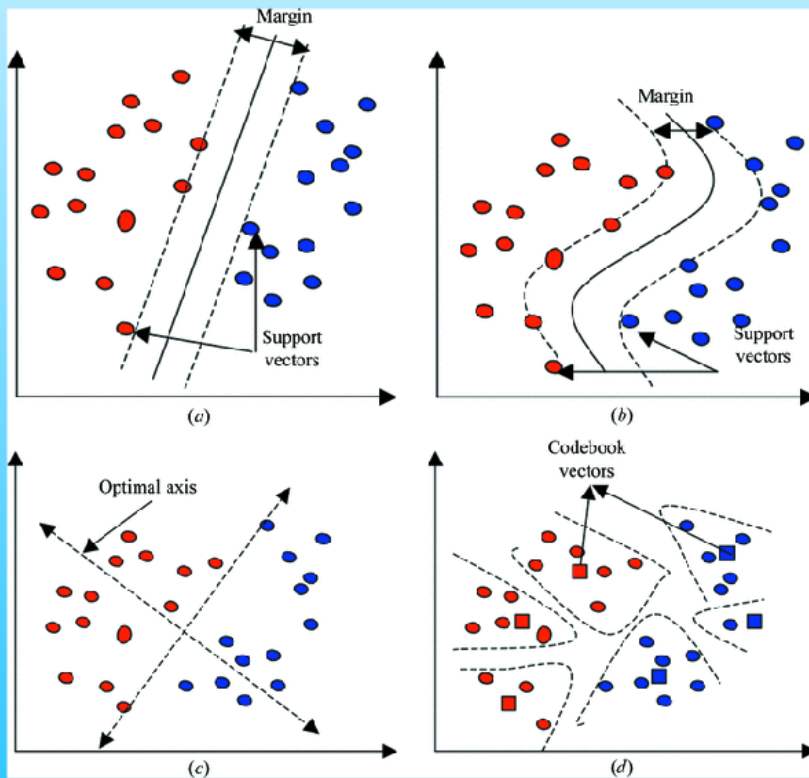 Margin
Support
vectors
(a)
Margin
Support
vectors
(b)
Optimal axis
(c)
Codebook
vectors
(d)